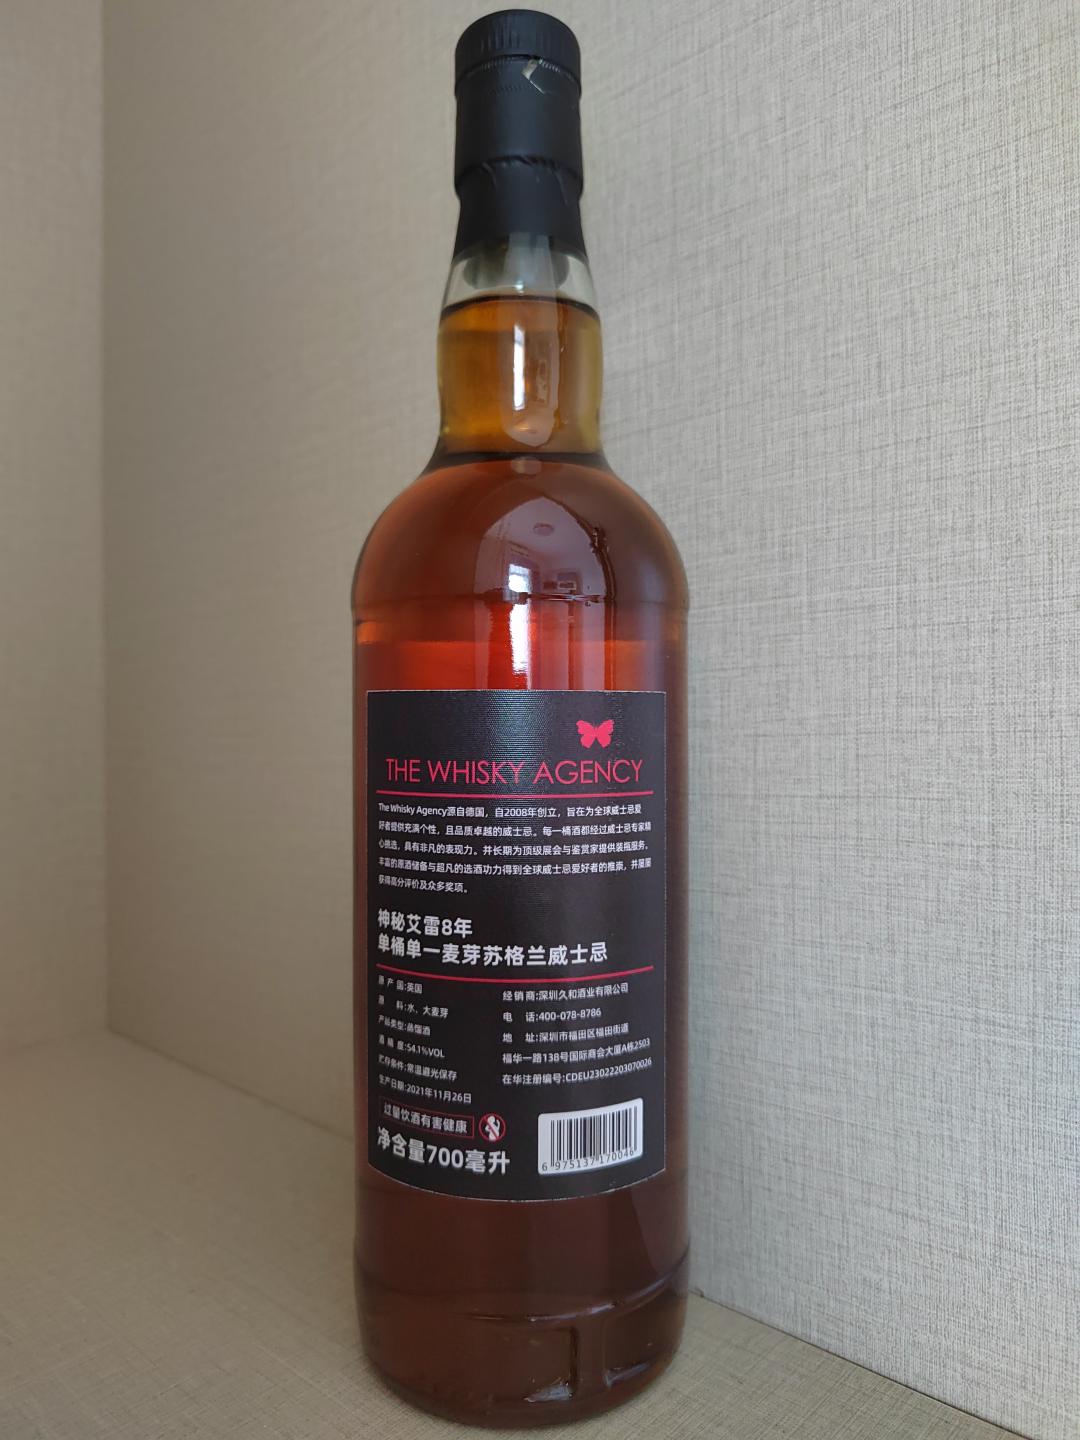 THE WHISKY AGENCY
The Whisky Agency源自德国，自2008年创立，旨在为全球威士忌爱
好者提供充满个性，且品质卓越的威士忌。每一桶酒都经过威士忌专家精
心挑选，具有非凡的表现力。并长期为顶级展会与鉴赏家提供装瓶服务。
丰富的原酒储备与超凡的选酒功力得到全球威士忌爱好者的推崇，并屡屡
获得高分评价及众多奖项。
神秘艾雷8年
单桶单一麦芽苏格兰威士忌
原产国:英国
原料:水、大麦芽
产品类型:蒸馏酒
酒精度:54.1%VOL
贮存条件:常温避光保存
生产日期:2021年11月26日
经销商:深圳久和酒业有限公司
电话:400-078-8786
地址:深圳市福田区福田街道
福华一路138号国际商会大厦A栋2503
在华注册编号:CDEU23022203070026
过量饮酒有害健康
净含量700毫升
6 975137 170046